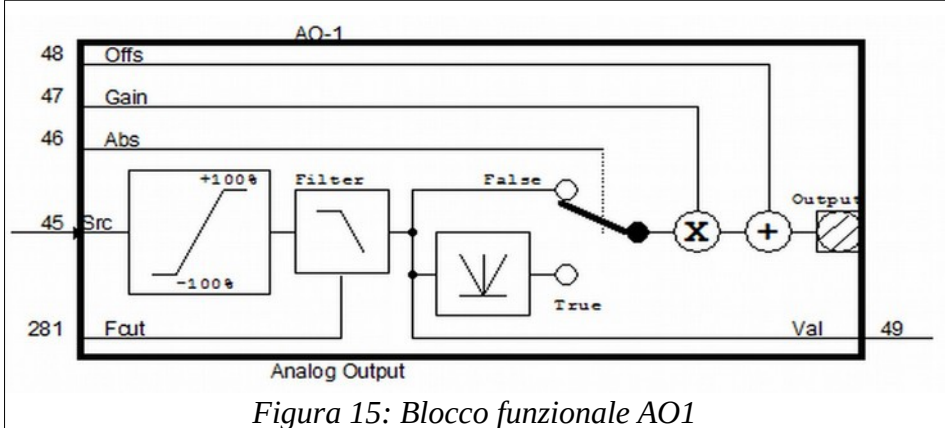 AO-1
48 Offs
47 Gain
46 Abs
+100% Filter False
Output
45 Src X +
-100% True
281 Fcut Val 49
Analog Output
Figura 15: Blocco funzionale AO1